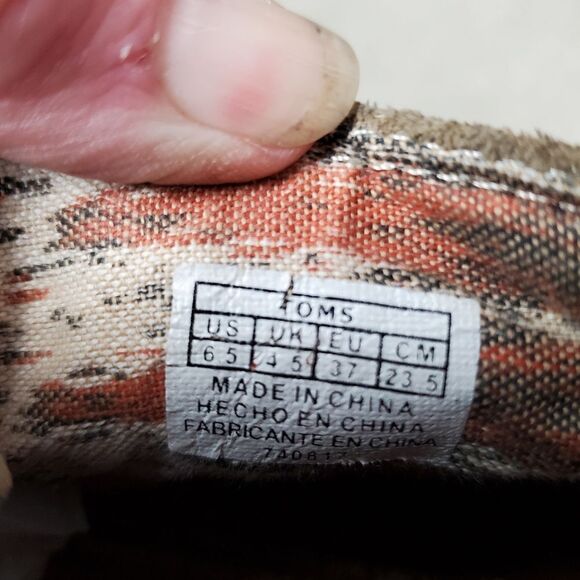 TOMS
US UK EU CM
6.5 4.5 37 23.5
MADE IN CHINA
HECHO EN CHINA
FABRICANTE EN CHINA